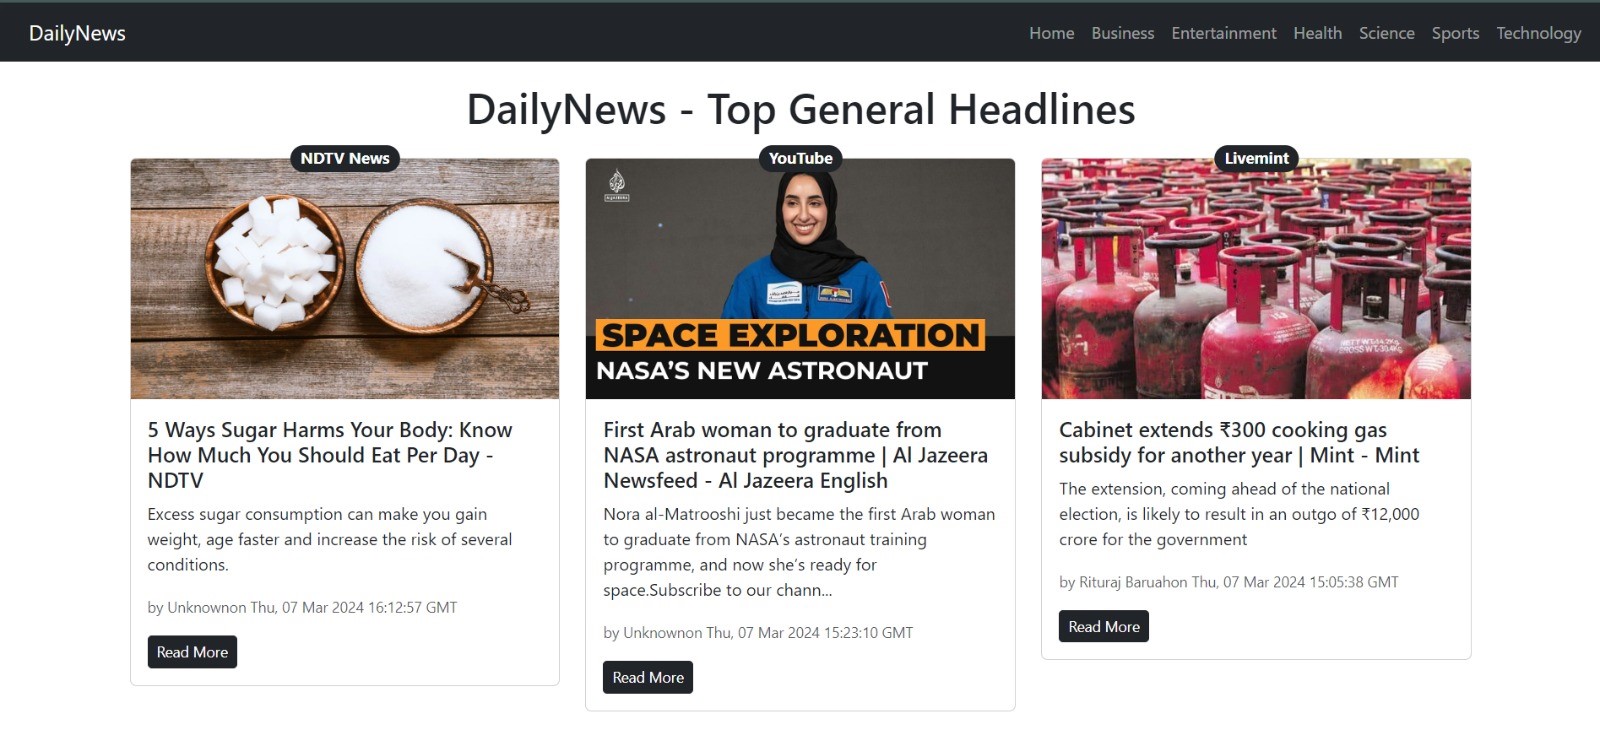 DailyNews
Home Business Entertainment Health Science Sports Technology
DailyNews - Top General Headlines
NDTV News
5 Ways Sugar Harms Your Body: Know
How Much You Should Eat Per Day -
NDTV
Excess sugar consumption can make you gain
weight, age faster and increase the risk of several
conditions.
by Unknownon Thu, 07 Mar 2024 16:12:57 GMT
Read More
YouTube
ALJAZEERA
SPACE EXPLORATION
NASA'S NEW ASTRONAUT
First Arab woman to graduate from
NASA astronaut programme | Al Jazeera
Newsfeed - Al Jazeera English
Nora al-Matrooshi just became the first Arab woman
to graduate from NASA’s astronaut training
programme, and now she’s ready for
space.Subscribe to our chann...
by Unknownon Thu, 07 Mar 2024 15:23:10 GMT
Read More
Livemint
Cabinet extends ₹300 cooking gas
subsidy for another year | Mint - Mint
The extension, coming ahead of the national
election, is likely to result in an outgo of ₹12,000
crore for the government
by Rituraj Baruahon Thu, 07 Mar 2024 15:05:38 GMT
Read More